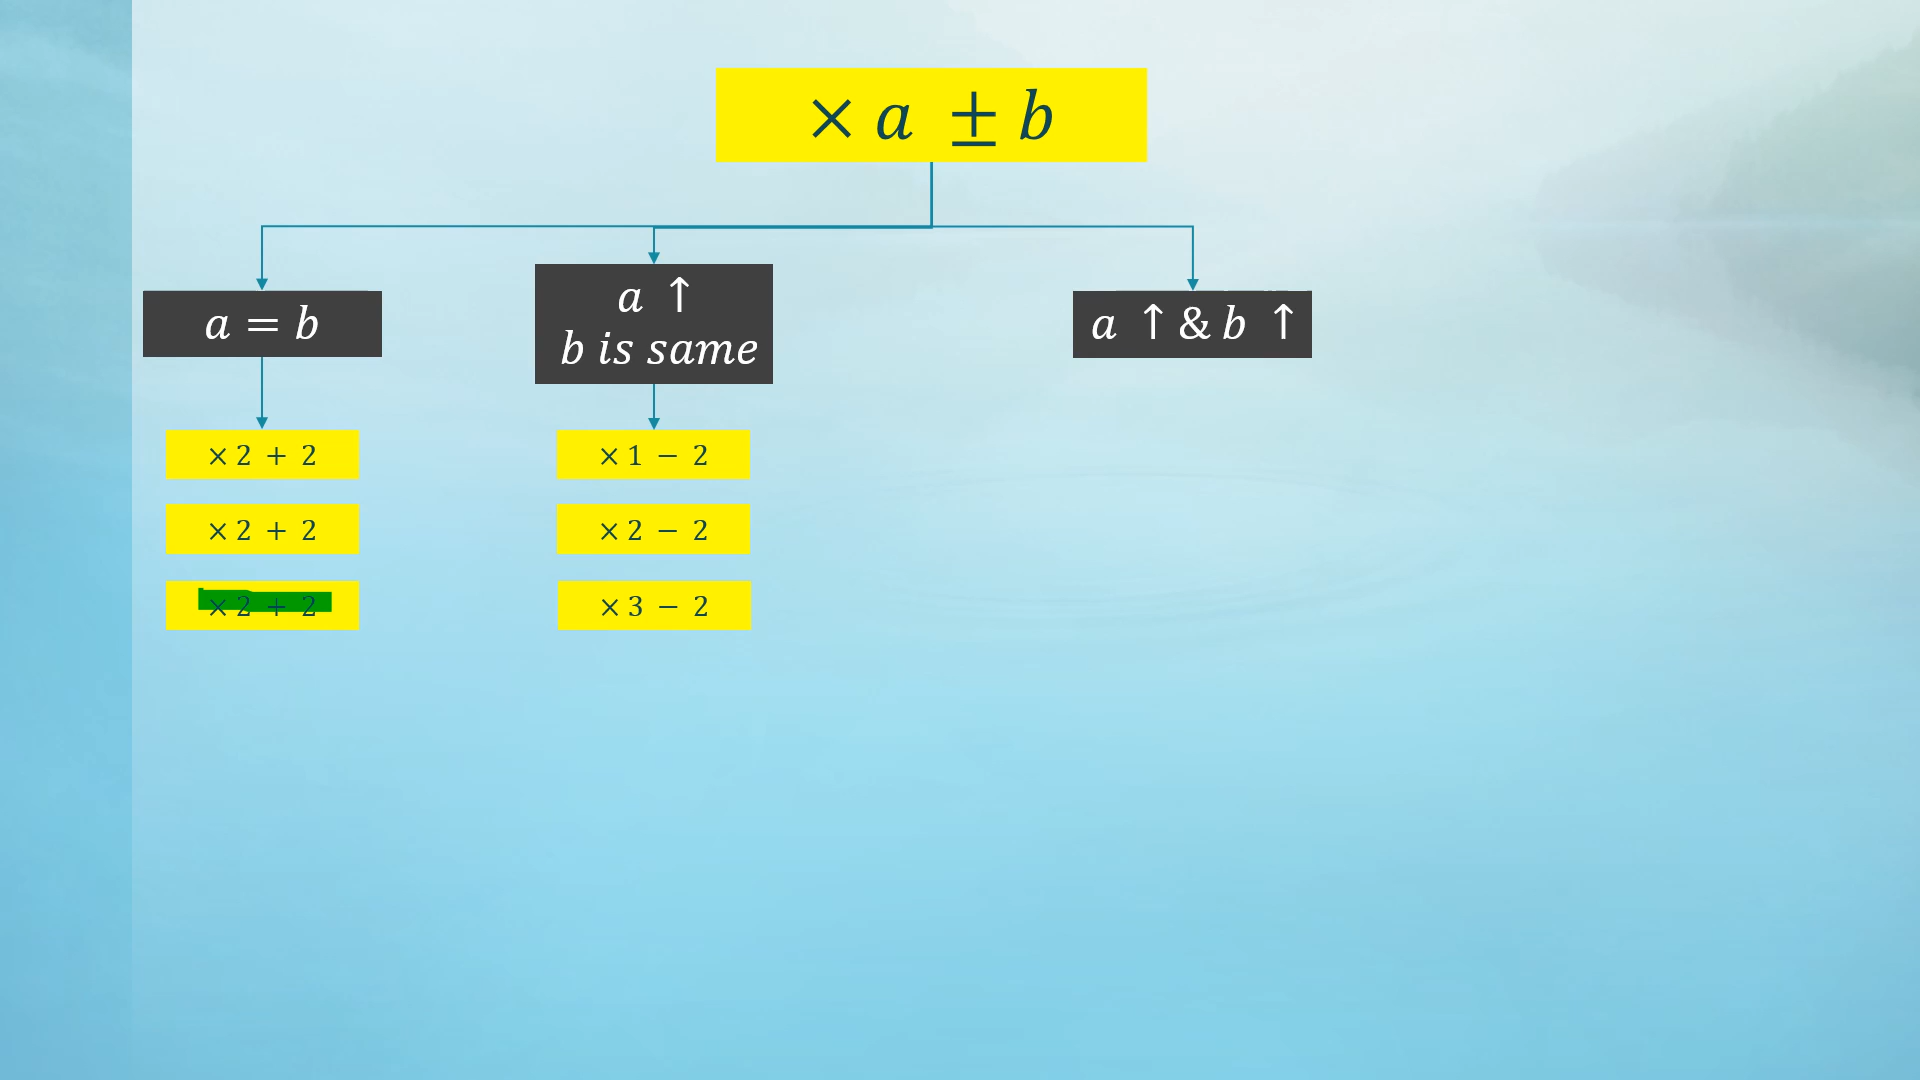 × a ± b
a = b
a ↑
b is same
a ↑ & b ↑
× 2 + 2
× 1 − 2
× 2 + 2
× 2 − 2
× 2 + 2
× 3 − 2